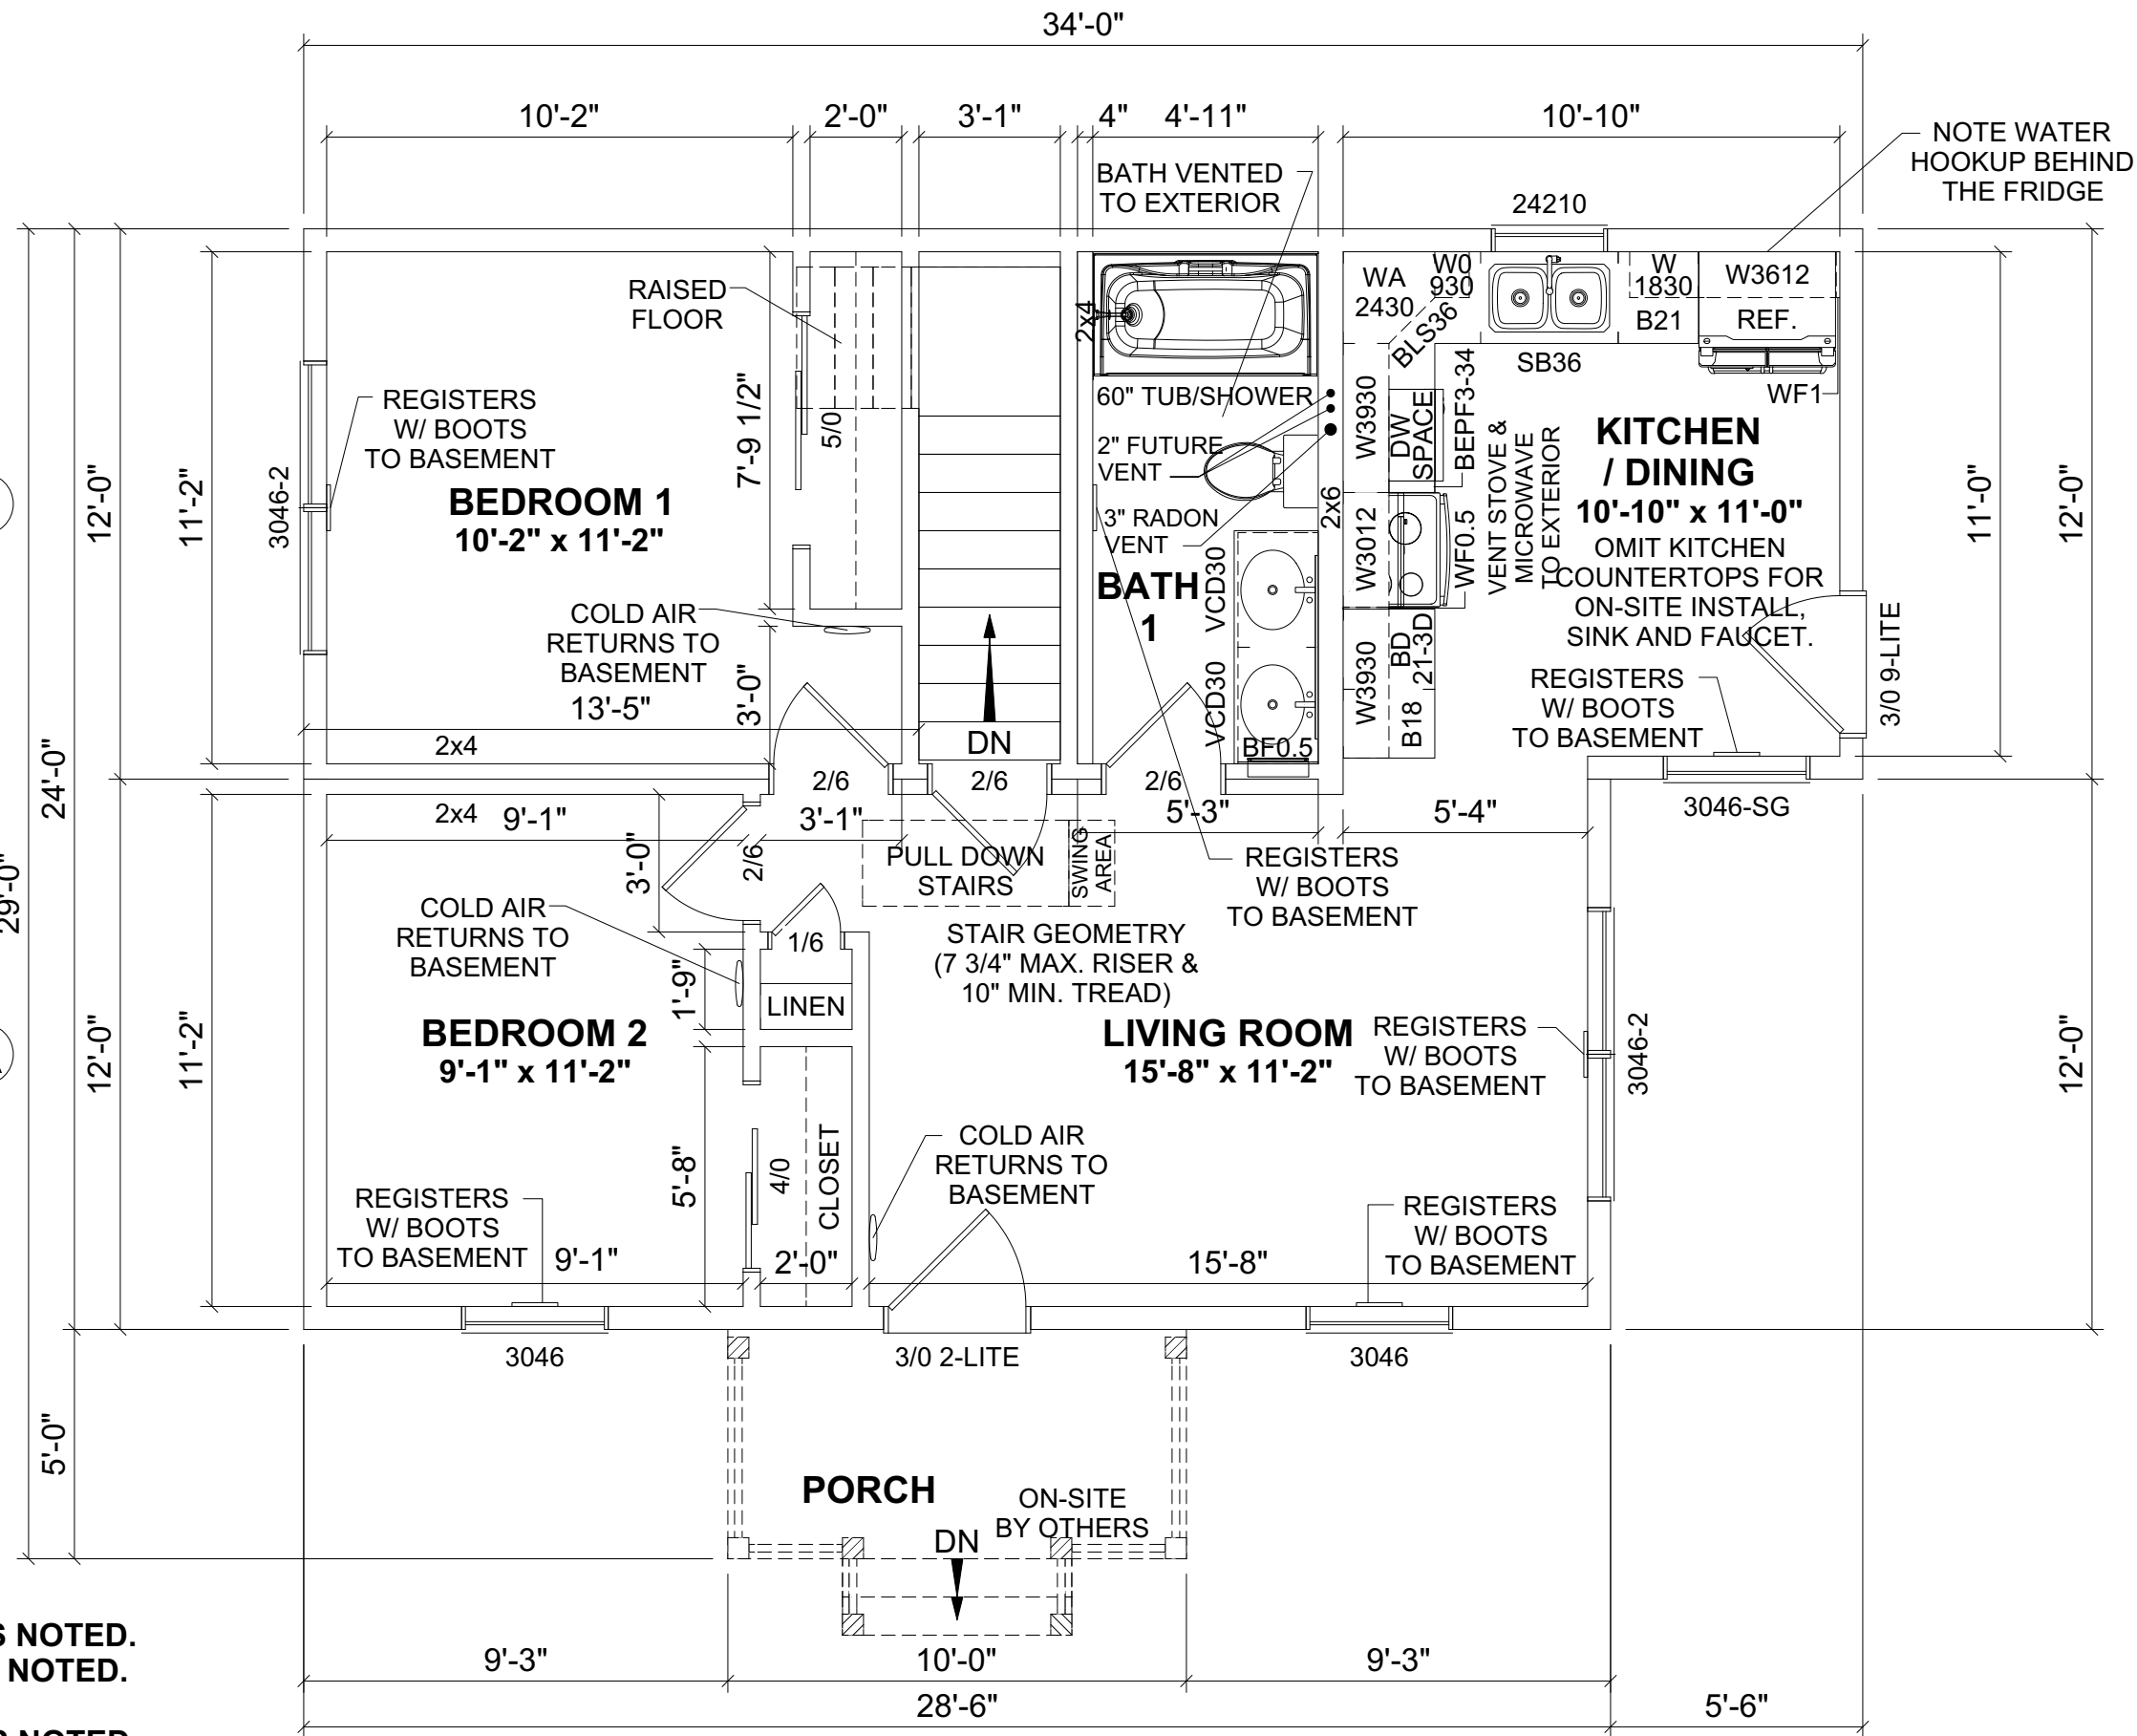 34'-0"
10'-2"
2'-0"
3'-1"
4"
4'-11"
10'-10"
NOTE WATER
HOOKUP BEHIND
THE FRIDGE
BATH VENTED
TO EXTERIOR
24210
RAISED
FLOOR
2x4
WA
2430
W0
930
W
1830
W3612
B21
REF.
BLS36
SB36
WF1
60" TUB/SHOWER
REGISTERS
W/ BOOTS
TO BASEMENT
3046-2
7'-9 1/2"
5/0
2" FUTURE
VENT
3" RADON
VENT
2x6
W3930
DW
SPACE
BEPF3-34
W3012
WF0.5
VENT STOVE &
MICROWAVE
TO EXTERIOR
KITCHEN
/ DINING
10'-10" x 11'-0"
OMIT KITCHEN
COUNTERTOPS FOR
ON-SITE INSTALL,
SINK AND FAUCET.
12'-0"
11'-2"
11'-0"
12'-0"
BEDROOM 1
10'-2" x 11'-2"
COLD AIR
RETURNS TO
BASEMENT
13'-5"
3'-0"
2x4
BATH
1
VCD30
VCD30
BF0.5
W3930
BD
21-3D
B18
REGISTERS
W/ BOOTS
TO BASEMENT
3/0 9-LITE
DN
2/6
2/6
2/6
3046-SG
24'-0"
29'-0"
2x4
9'-1"
3'-1"
5'-3"
5'-4"
3'-0"
2/6
PULL DOWN
STAIRS
SWING
AREA
REGISTERS
W/ BOOTS
TO BASEMENT
COLD AIR
RETURNS TO
BASEMENT
1/6
1'-9"
LINEN
STAIR GEOMETRY
(7 3/4" MAX. RISER &
10" MIN. TREAD)
12'-0"
11'-2"
BEDROOM 2
9'-1" x 11'-2"
LIVING ROOM
15'-8" x 11'-2"
REGISTERS
W/ BOOTS
TO BASEMENT
3046-2
12'-0"
5'-8"
4/0
CLOSET
COLD AIR
RETURNS TO
BASEMENT
REGISTERS
W/ BOOTS
TO BASEMENT
REGISTERS
W/ BOOTS
TO BASEMENT
9'-1"
2'-0"
15'-8"
3046
3/0 2-LITE
3046
5'-0"
PORCH
ON-SITE
BY OTHERS
DN
S NOTED.
NOTED.
9'-3"
10'-0"
9'-3"
28'-6"
5'-6"